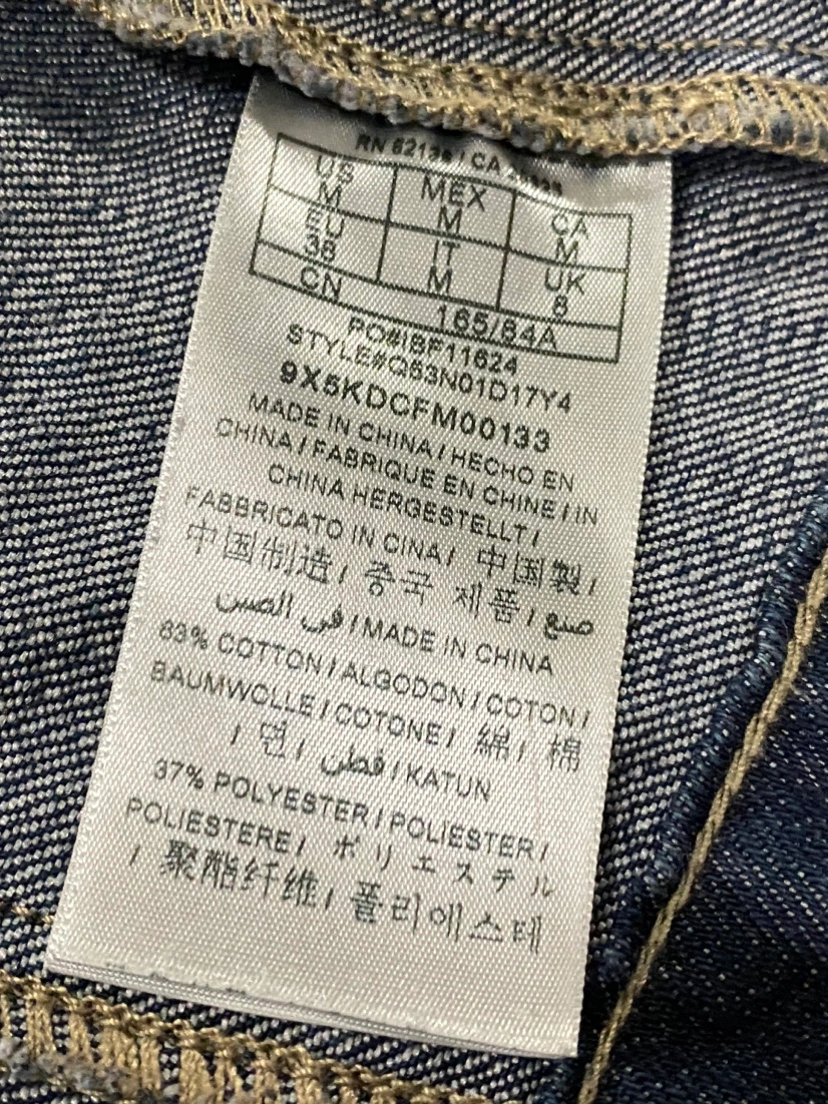 RN / CA
US MEX CA
M M M
EU IT UK
38 M 8
CN 165/84A
PO#IBF11624
STYLE#Q53N01D17Y4
9X5KDCFM00133
MADE IN CHINA / HECHO EN
CHINA / FABRIQUE EN CHINE / IN
CHINA HERGESTELLT /
FABBRICATO IN CINA / 中国製 /
中国制造 / 중국 제품 / صنع
في الصين / MADE IN CHINA
63% COTTON / ALGODON / COTON /
BAUMWOLLE / COTONE / 綿 / 棉
/ 면 / قطن / KATUN
37% POLYESTER / POLIESTER /
POLIESTERE / ポリエステル
/ 聚酯纤维 / 폴리에스테